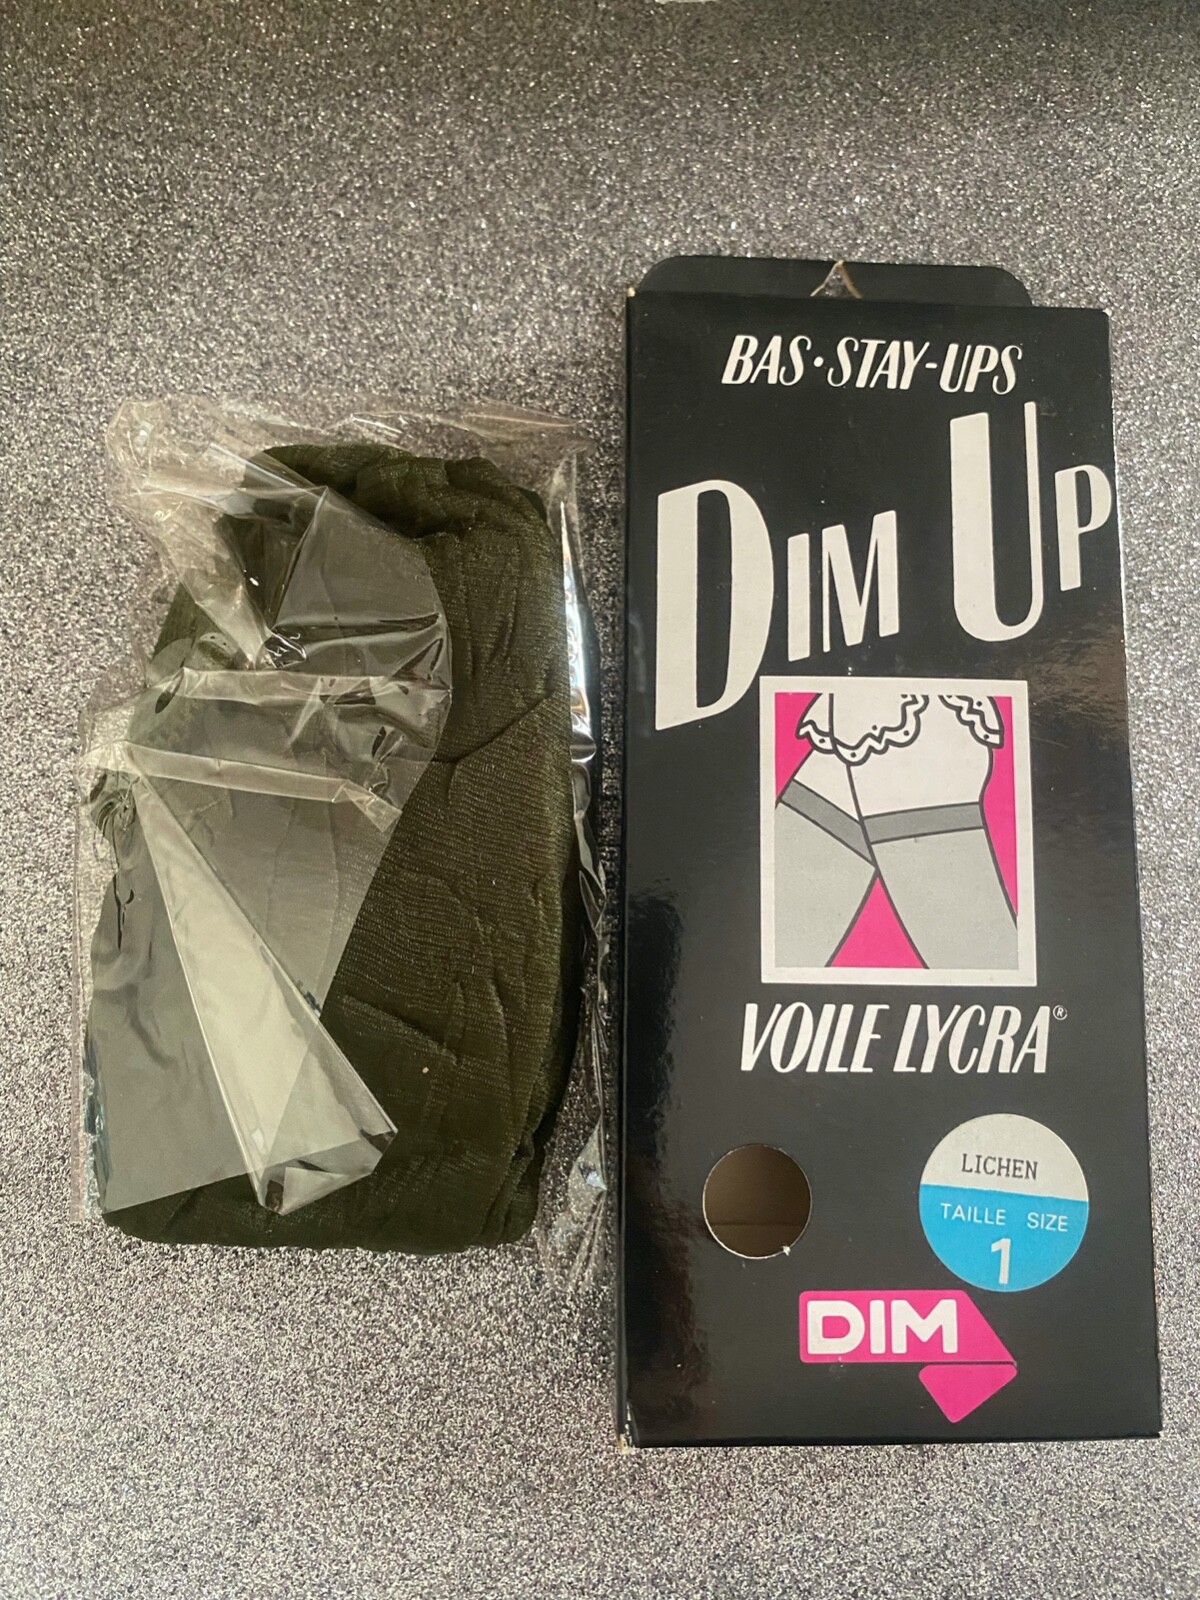 BAS·STAY-UPS
DIM UP
VOILE LYCRA®
LICHEN
TAILLE SIZE
1
DIM